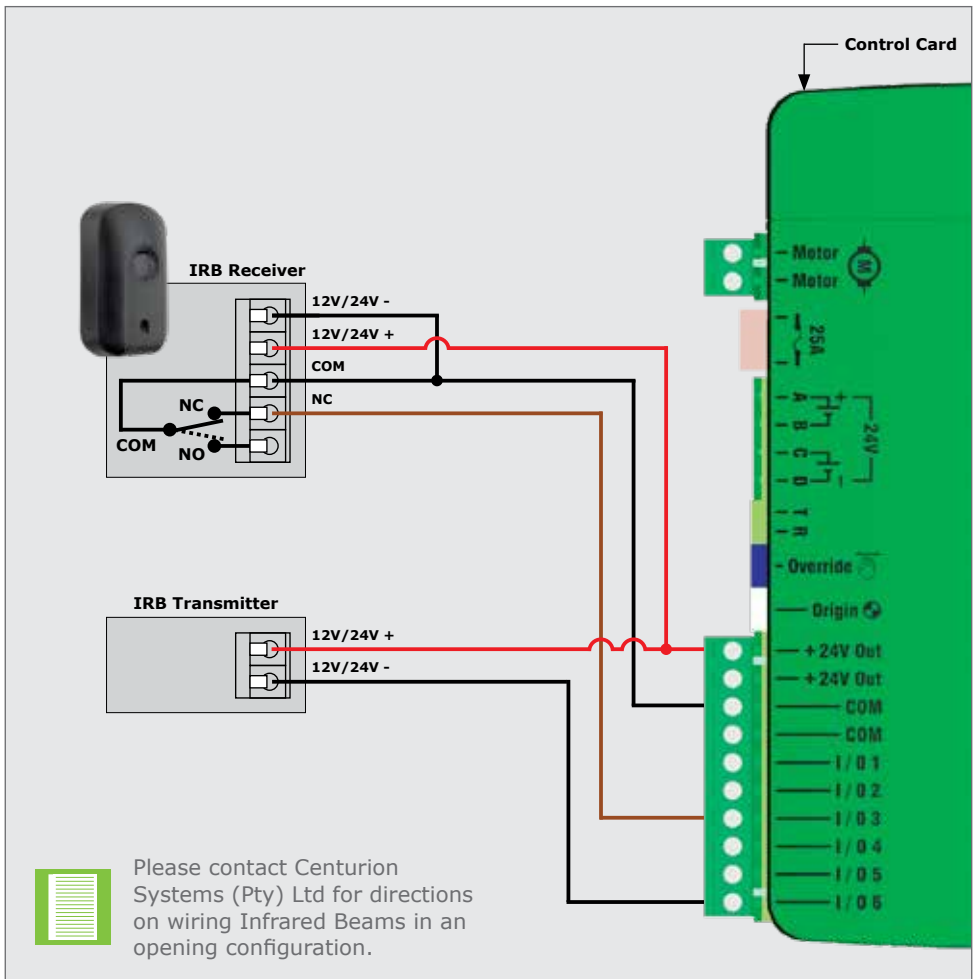 Control Card
Motor
Motor
M
25A
A
+
B
24V
C
D
-
T
R
Override
Origin
+ 24V Out
+ 24V Out
COM
COM
I / O 1
I / O 2
I / O 3
I / O 4
I / O 5
I / O 6
IRB Receiver
12V/24V -
12V/24V +
COM
NC
NC
COM
NO
IRB Transmitter
12V/24V +
12V/24V -
Please contact Centurion
Systems (Pty) Ltd for directions
on wiring Infrared Beams in an
opening configuration.